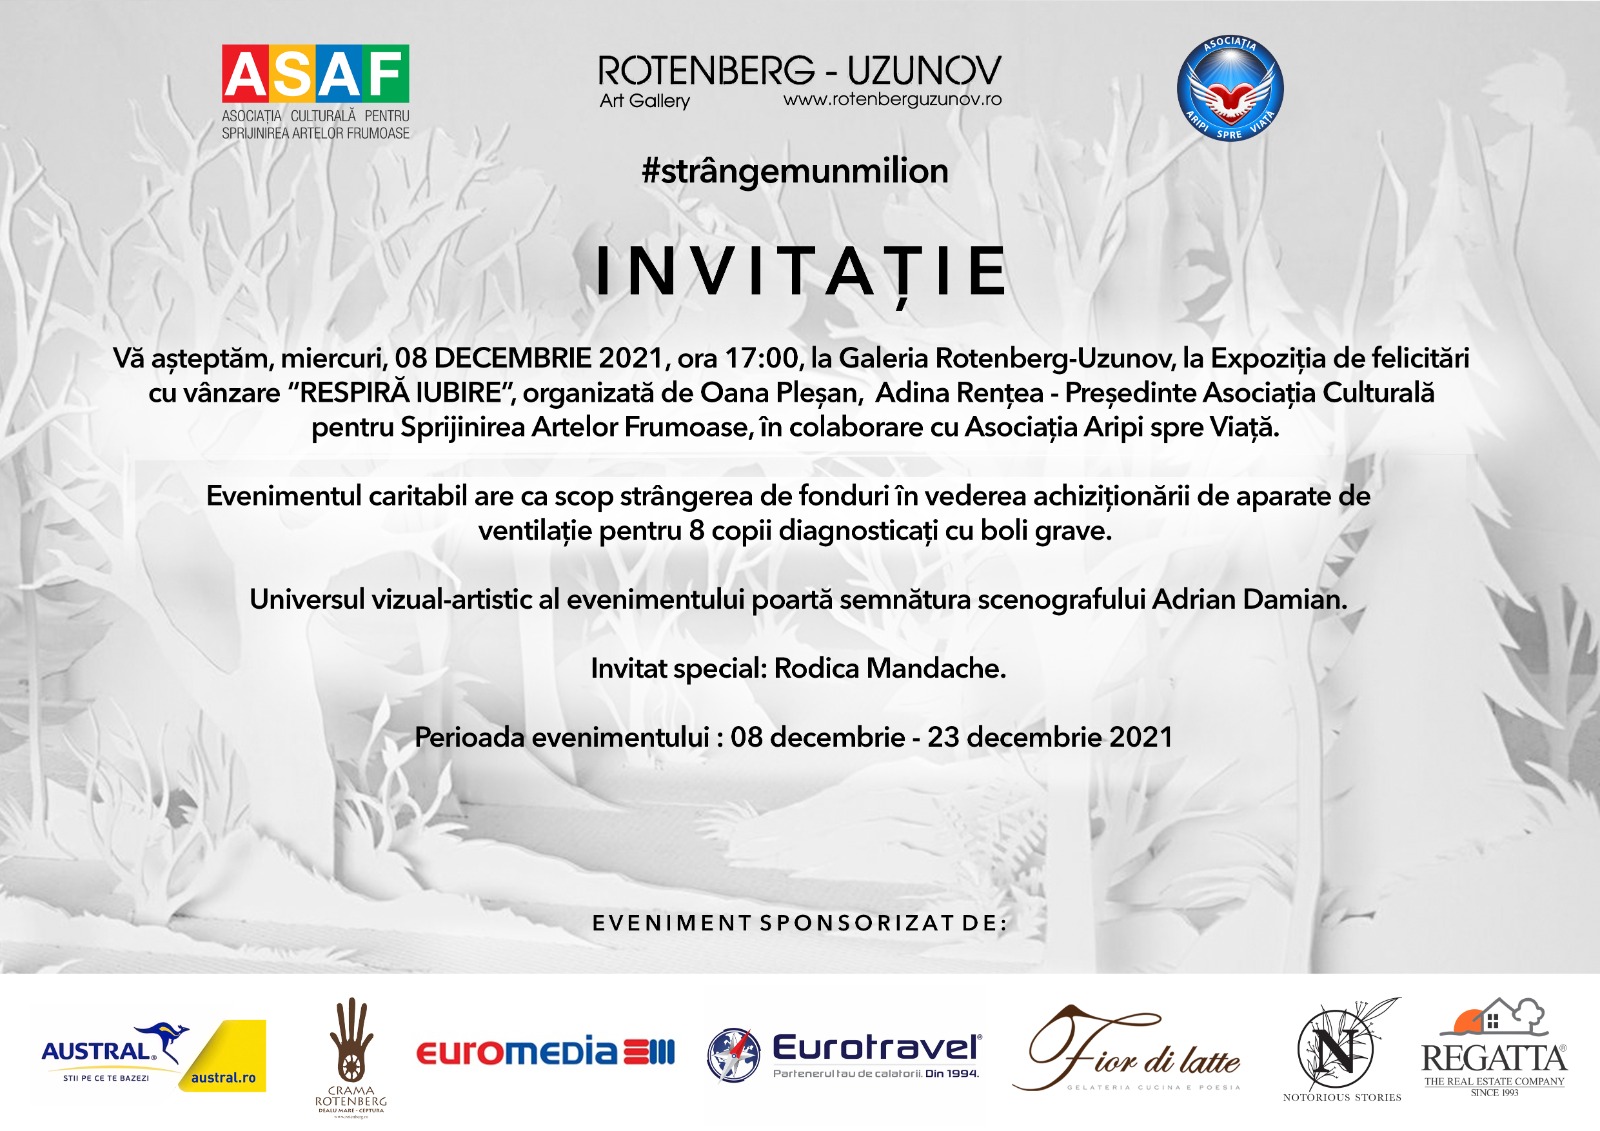 ASAF
ASOCIAȚIA CULTURALĂ PENTRU
SPRIJINIREA ARTELOR FRUMOASE
ROTENBERG - UZUNOV
Art Gallery www.rotenberguzunov.ro
ASOCIAȚIA
ARIPI SPRE VIAȚĂ
#strângemunmilion
INVITAȚIE
Vă așteptăm, miercuri, 08 DECEMBRIE 2021, ora 17:00, la Galeria Rotenberg-Uzunov, la Expoziția de felicitări
cu vânzare “RESPIRĂ IUBIRE”, organizată de Oana Pleșan, Adina Rențea - Președinte Asociația Culturală
pentru Sprijinirea Artelor Frumoase, în colaborare cu Asociația Aripi spre Viață.
Evenimentul caritabil are ca scop strângerea de fonduri în vederea achiziționării de aparate de
ventilație pentru 8 copii diagnosticați cu boli grave.
Universul vizual-artistic al evenimentului poartă semnătura scenografului Adrian Damian.
Invitat special: Rodica Mandache.
Perioada evenimentului : 08 decembrie - 23 decembrie 2021
EVENIMENT SPONSORIZAT DE:
AUSTRAL®
STII PE CE TE BAZEZI
austral.ro
CRAMA
ROTENBERG
DEALU MARE - CEPTURA
www.rotenberg.ro
euromedia
Eurotravel®
Partenerul tau de calatorii. Din 1994.
Fior di latte
GELATERIA CUCINA E POESIA
N
NOTORIOUS STORIES
REGATTA®
THE REAL ESTATE COMPANY
SINCE 1993